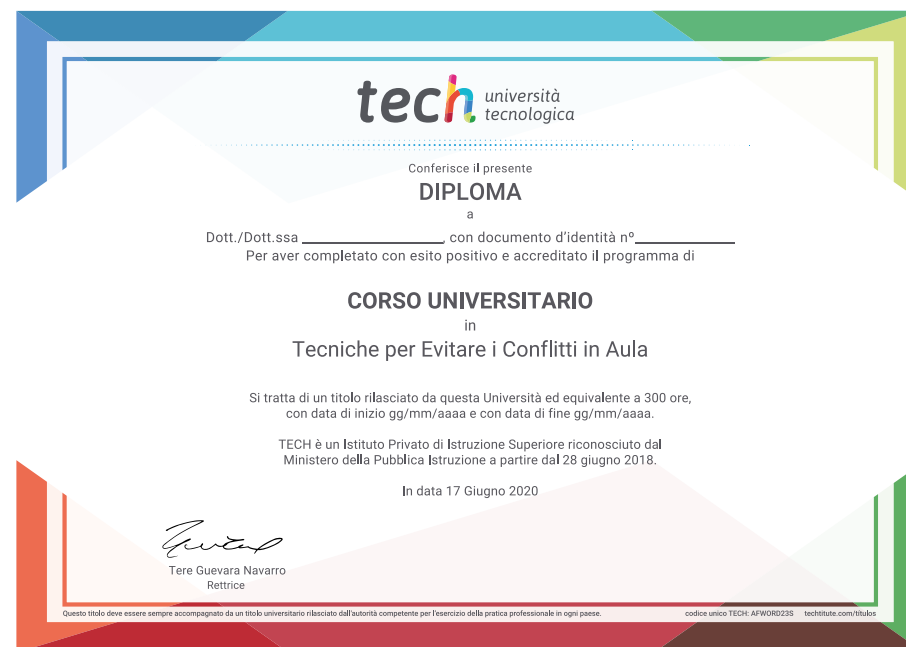 tech università
tecnologica
Conferisce il presente
DIPLOMA
a
Dott./Dott.ssa ____________________, con documento d'identità nº______________
Per aver completato con esito positivo e accreditato il programma di
CORSO UNIVERSITARIO
in
Tecniche per Evitare i Conflitti in Aula
Si tratta di un titolo rilasciato da questa Università ed equivalente a 300 ore,
con data di inizio gg/mm/aaaa e con data di fine gg/mm/aaaa.
TECH è un Istituto Privato di Istruzione Superiore riconosciuto dal
Ministero della Pubblica Istruzione a partire dal 28 giugno 2018.
In data 17 Giugno 2020
Tere Guevara Navarro
Rettrice
Questo titolo deve essere sempre accompagnato da un titolo universitario rilasciato dall'autorità competente per l'esercizio della pratica professionale in ogni paese. codice unico TECH: AFWORD23S techtitute.com/títulos